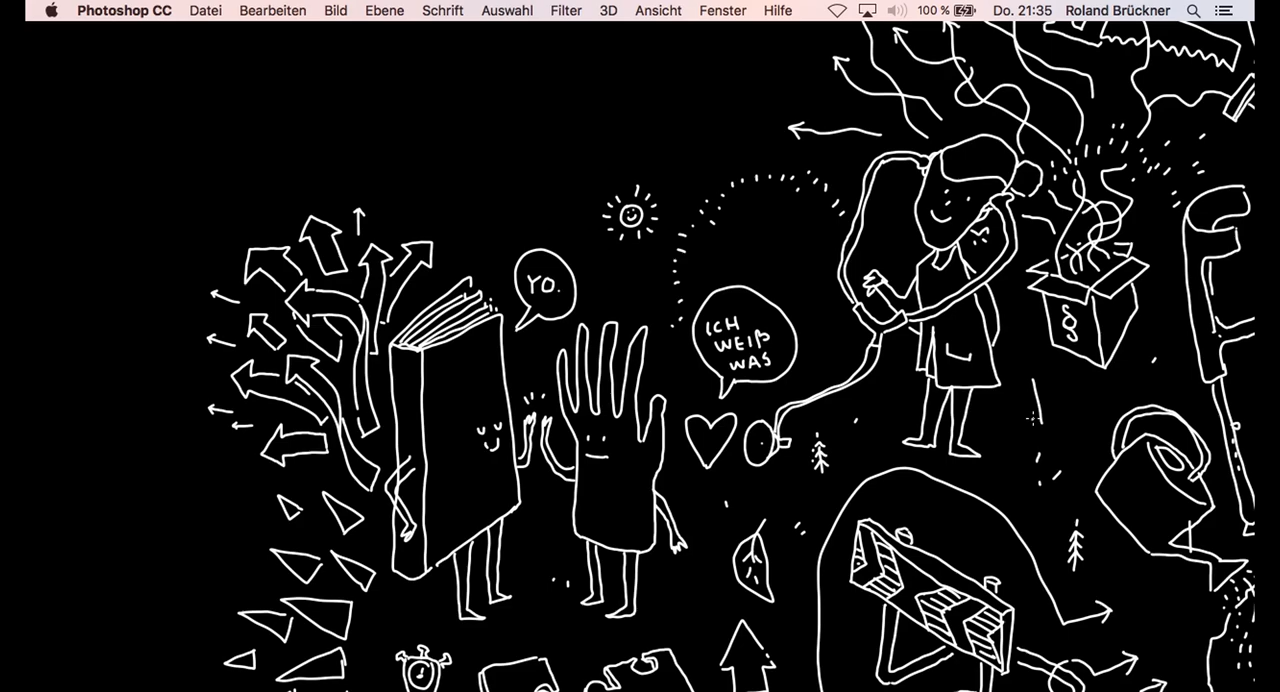 Photoshop CC Datei Bearbeiten Bild Ebene Schrift Auswahl Filter 3D Ansicht Fenster Hilfe 100 % Do. 21:35 Roland Brückner
YO.
ICH
WEIß
WAS
§